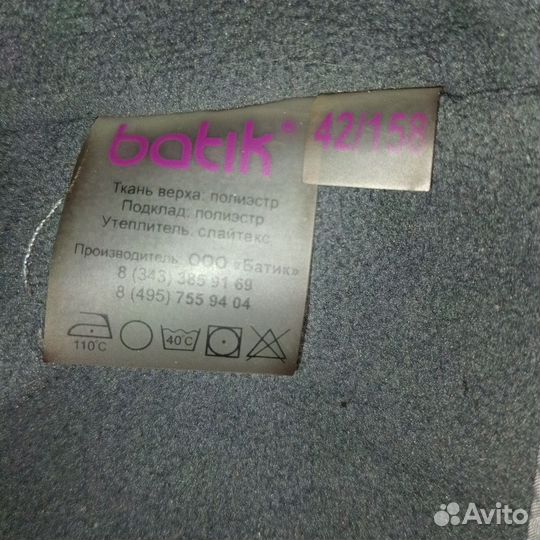 batik®
42/158
Ткань верха: полиэстр
Подклад: полиэстр
Утеплитель: слайтекс
Производитель: ООО «Батик»
8 (343) 385 91 69
8 (495) 755 94 04
110°C
40°C
Avito